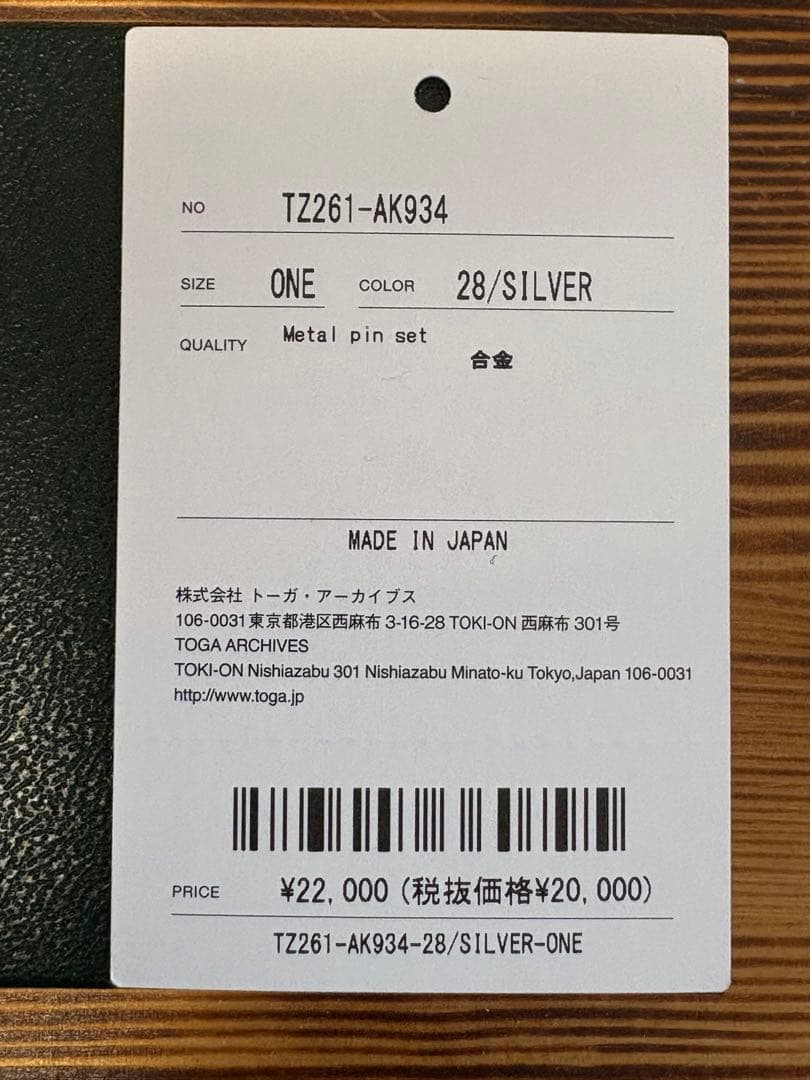 NO TZ261-AK934
SIZE ONE COLOR 28/SILVER
QUALITY Metal pin set
合金
MADE IN JAPAN
株式会社 トーガ・アーカイブス
106-0031東京都港区西麻布 3-16-28 TOKI-ON 西麻布 301号
TOGA ARCHIVES
TOKI-ON Nishiazabu 301 Nishiazabu Minato-ku Tokyo,Japan 106-0031
http://www.toga.jp
PRICE ¥22,000(税抜価格¥20,000)
TZ261-AK934-28/SILVER-ONE